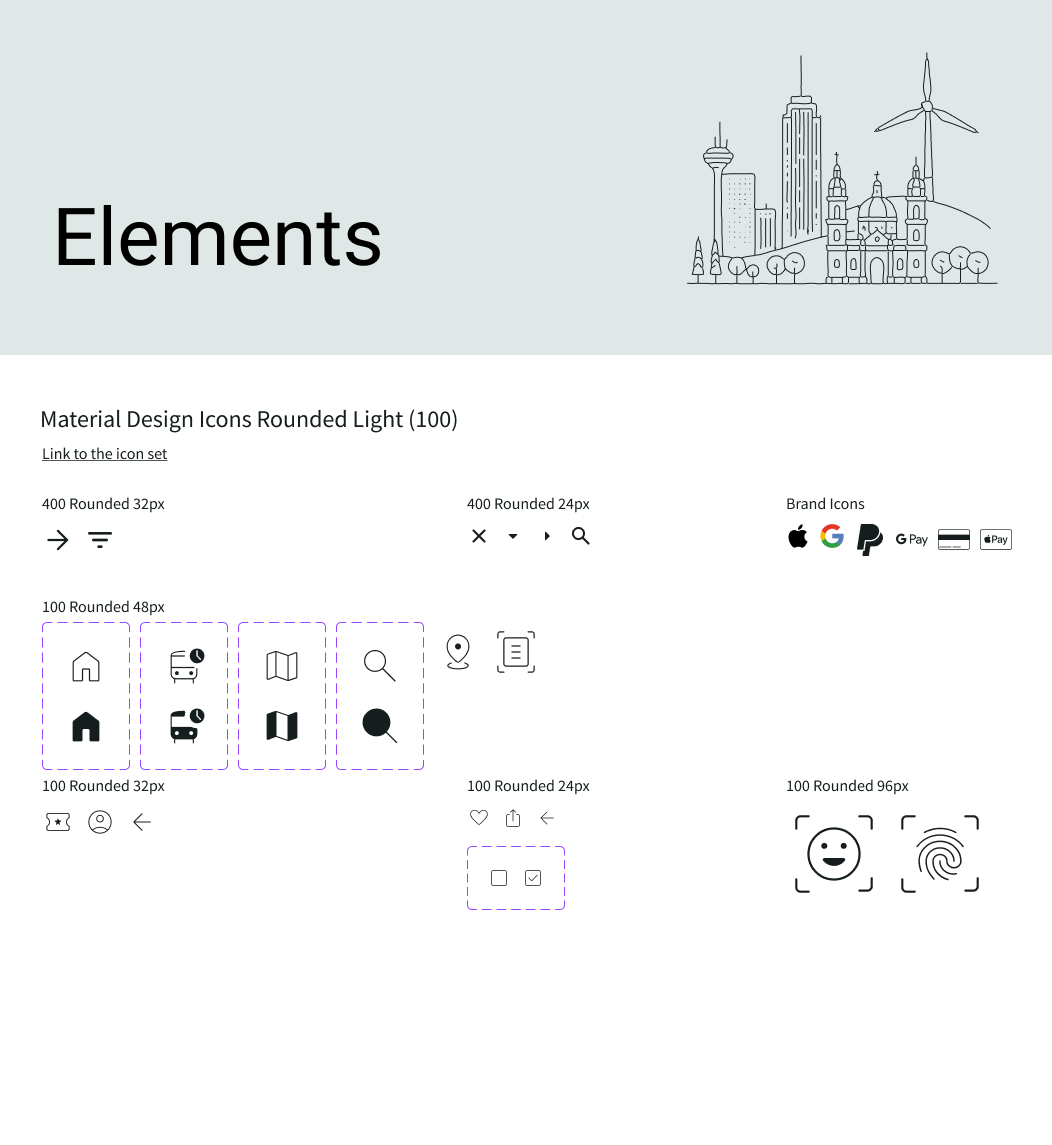 Elements
Material Design Icons Rounded Light (100)
Link to the icon set
400 Rounded 32px
400 Rounded 24px
Brand Icons
G Pay
Pay
100 Rounded 48px
100 Rounded 32px
100 Rounded 24px
100 Rounded 96px